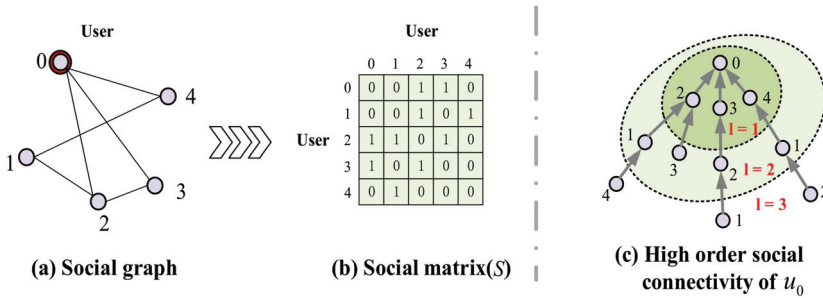 User
0
4
1
3
2
(a) Social graph
User
0 1 2 3 4
0 0 0 1 1 0
1 0 0 1 0 1
User
2 1 1 0 1 0
3 1 0 1 0 0
4 0 1 0 0 0
(b) Social matrix(S)
0
2 3 4
l = 1
1 3 2 1
l = 2
4 1 2
l = 3
(c) High order social
connectivity of u0